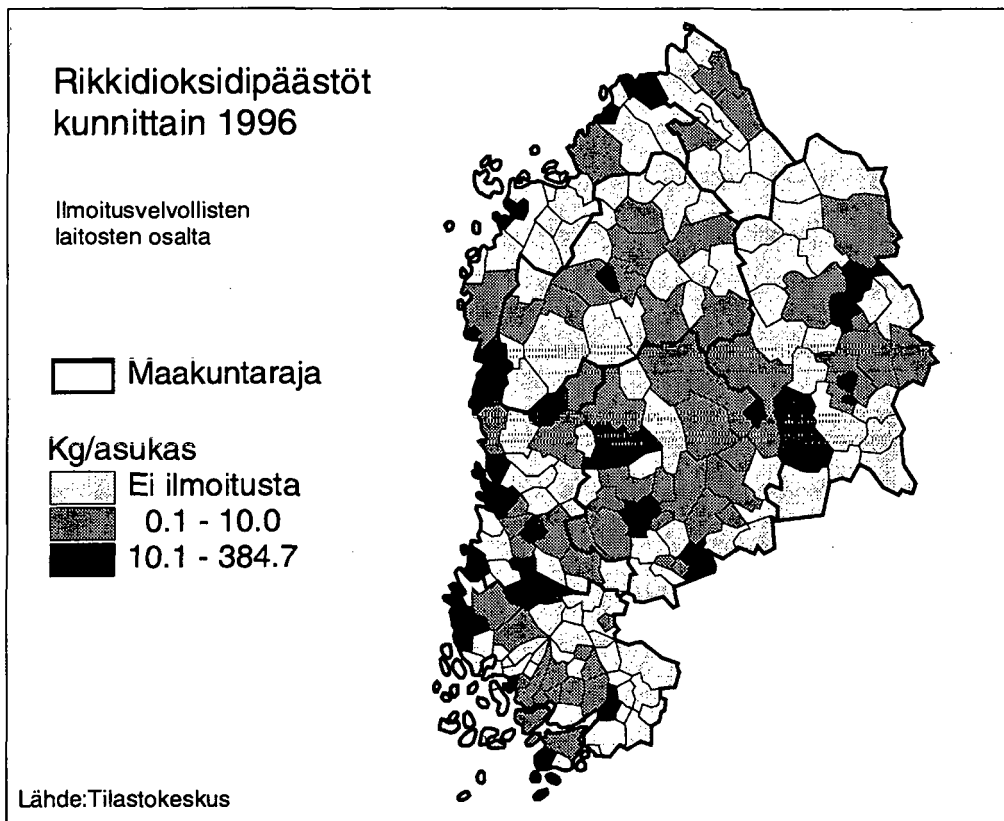 Rikkidioksidipäästöt
kunnittain 1996
Ilmoitusvelvollisten
laitosten osalta
Maakuntaraja
Kg/asukas
Ei ilmoitusta
0.1 - 10.0
10.1 - 384.7
Lähde:Tilastokeskus